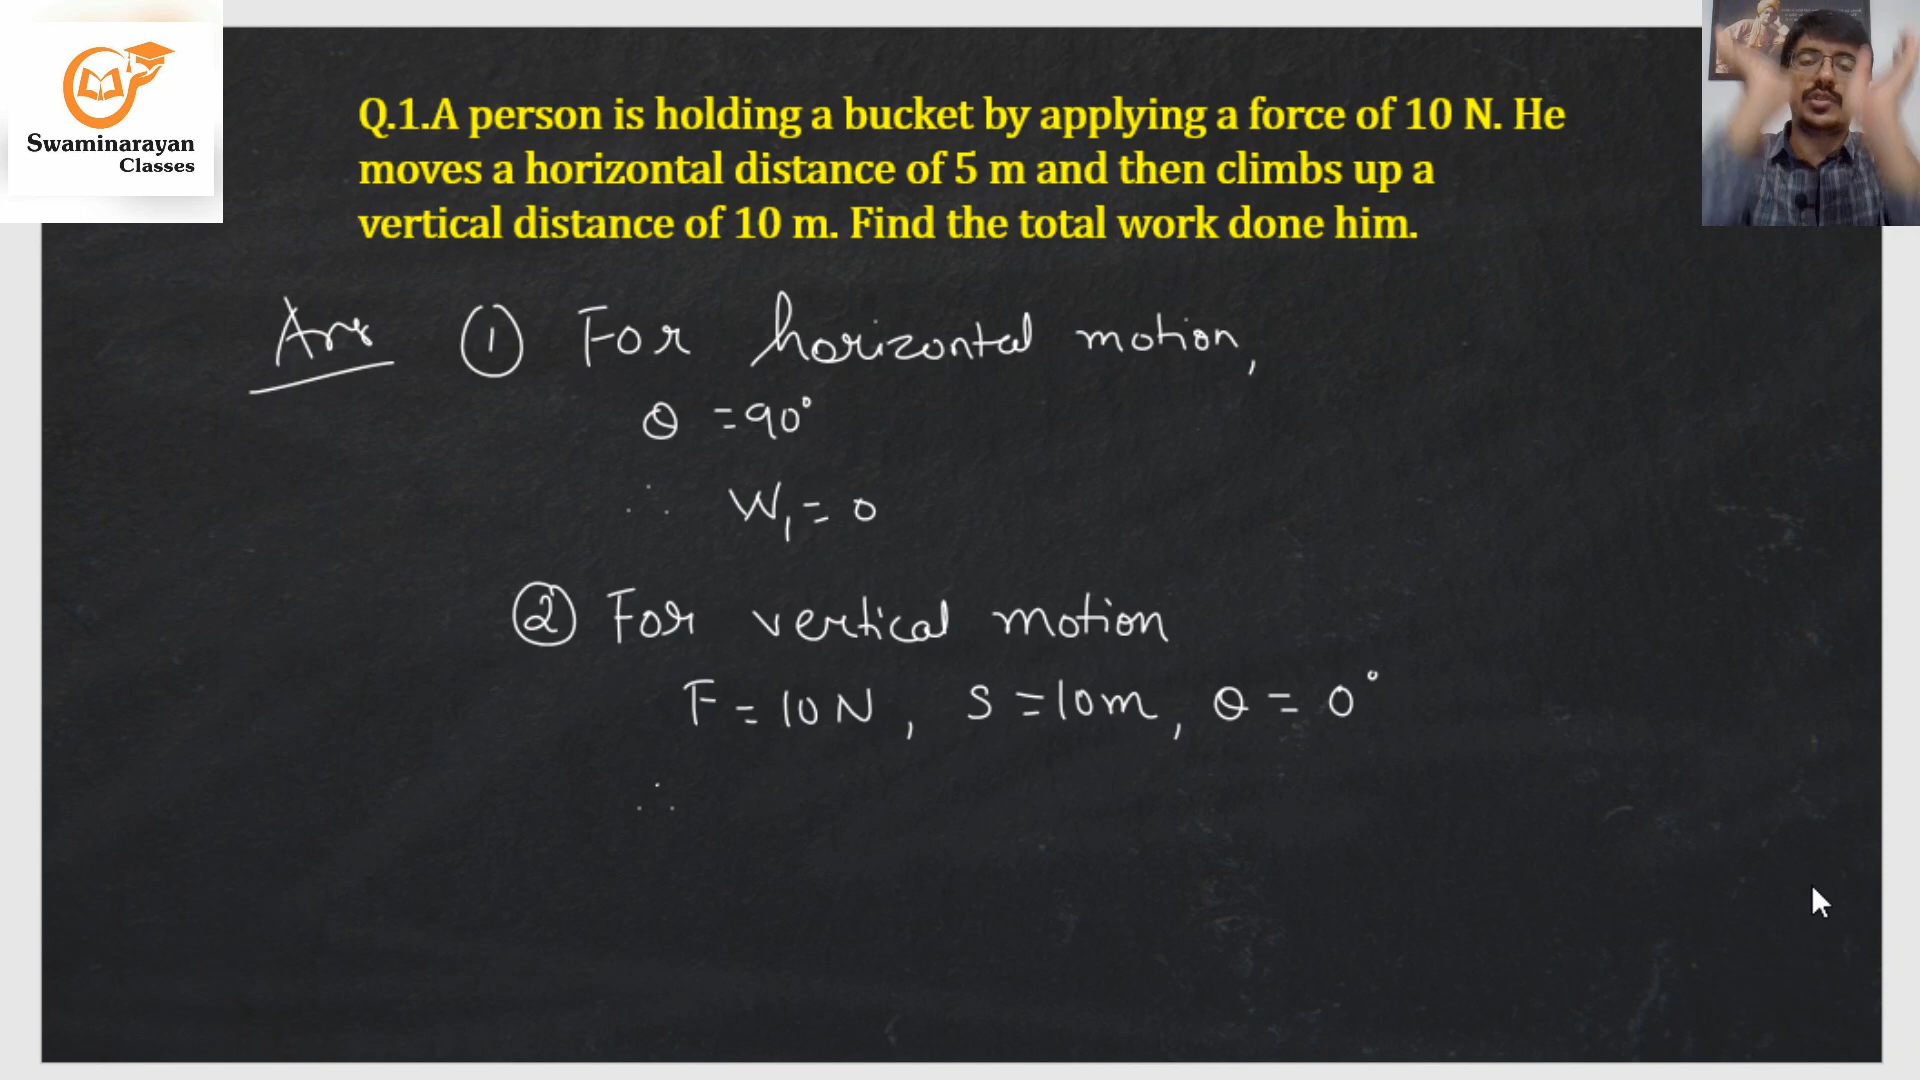 Swaminarayan
Classes
Q.1.A person is holding a bucket by applying a force of 10 N. He
moves a horizontal distance of 5 m and then climbs up a
vertical distance of 10 m. Find the total work done him.
Ans ① For horizontal motion,
θ = 90°
∴ W₁ = 0
② For vertical motion
F = 10 N, S = 10m, θ = 0°
∴